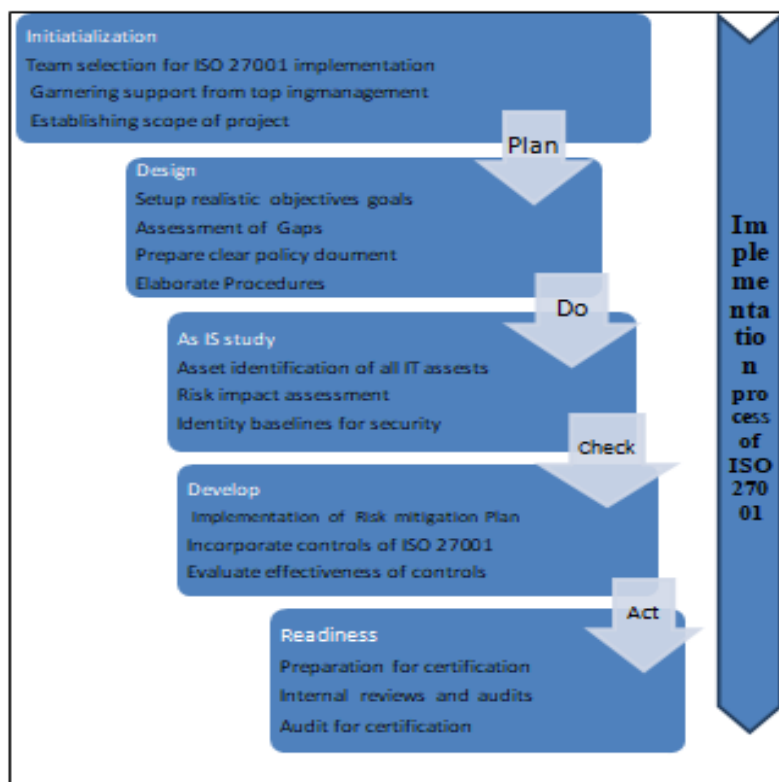 Initiatialization
Team selection for ISO 27001 implementation
Garnering support from top ingmanagement
Establishing scope of project
Plan
Design
Setup realistic objectives goals
Assessment of Gaps
Prepare clear policy doument
Elaborate Procedures
Do
As IS study
Asset identification of all IT assests
Risk impact assessment
Identity baselines for security
Check
Develop
Implementation of Risk mitigation Plan
Incorporate controls of ISO 27001
Evaluate effectiveness of controls
Act
Readiness
Preparation for certification
Internal reviews and audits
Audit for certification
Im
ple
me
nta
tio
n
pro
cess
of
ISO
270
01